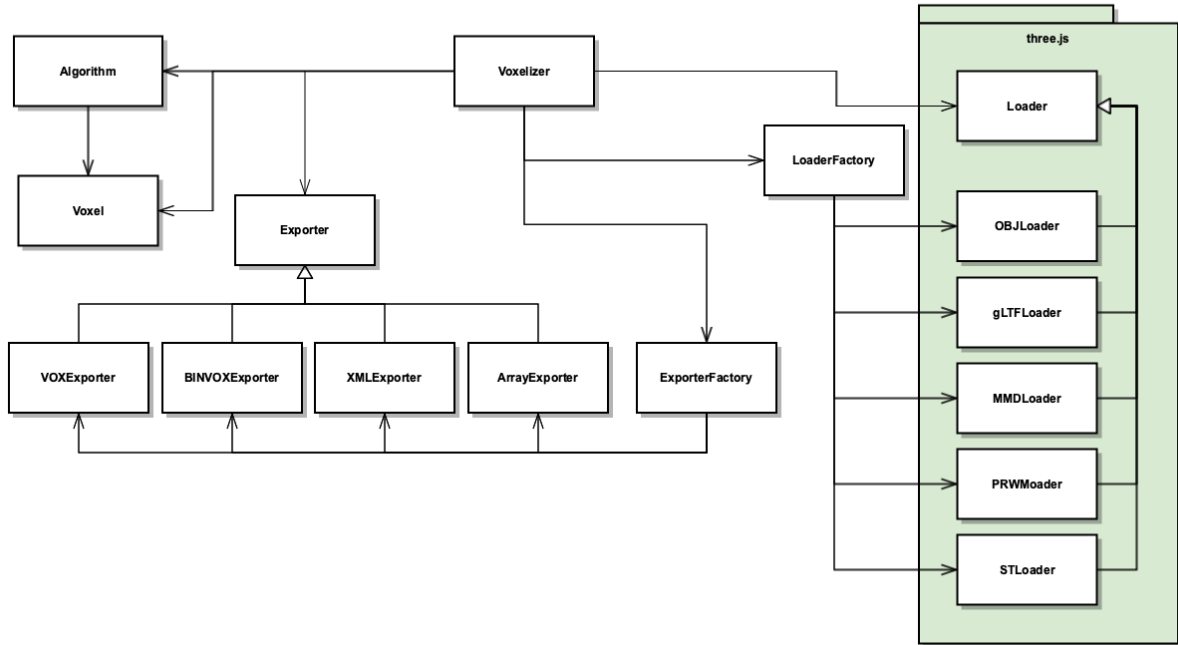 three.js
Algorithm
Voxelizer
Loader
LoaderFactory
Voxel
Exporter
OBJLoader
gLTFLoader
VOXExporter
BINVOXExporter
XMLExporter
ArrayExporter
ExporterFactory
MMDLoader
PRWMoader
STLoader